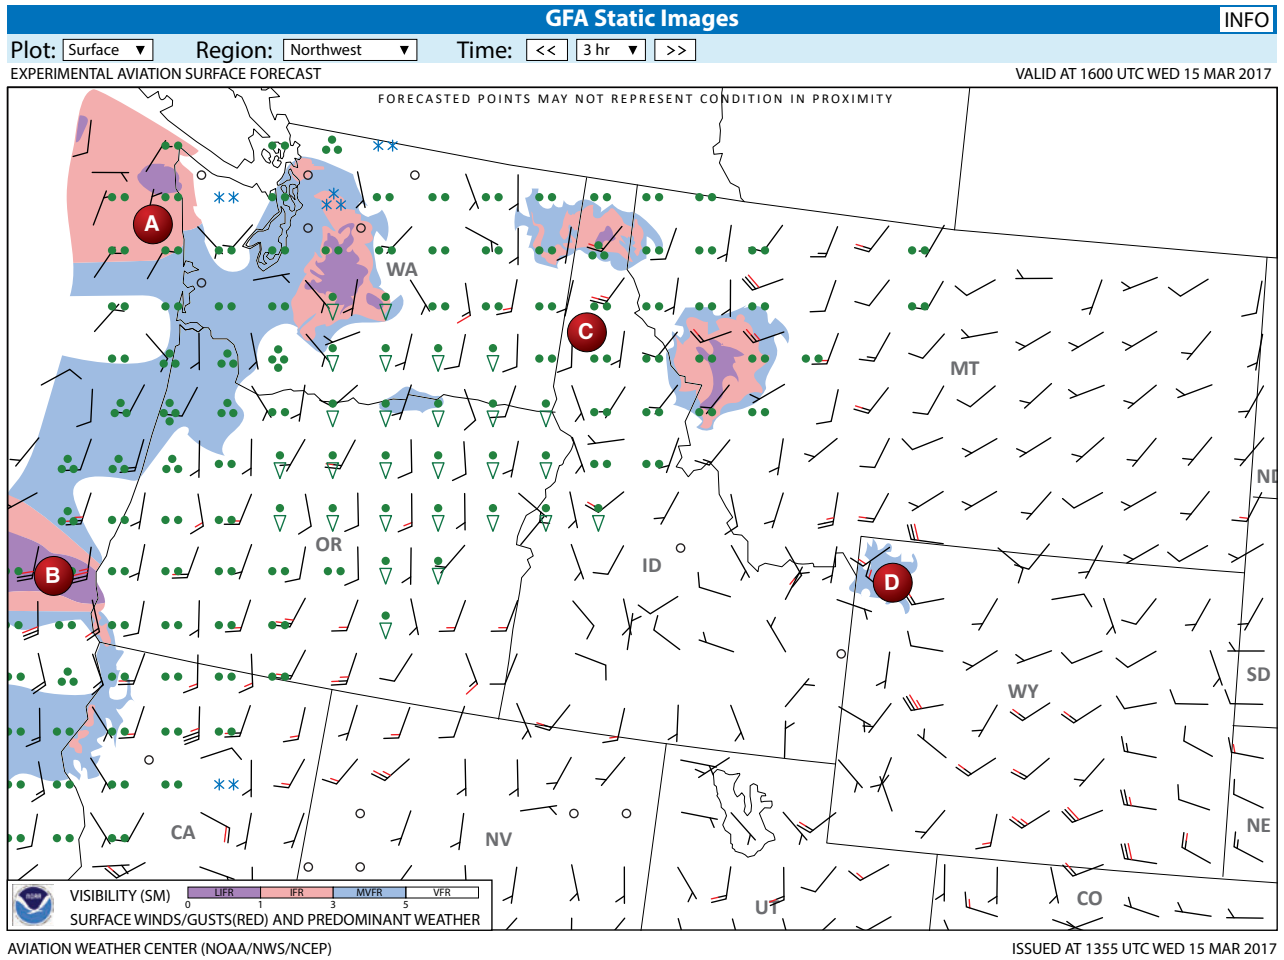 GFA Static Images
INFO
Plot: Surface ▼ Region: Northwest ▼ Time: << 3 hr ▼ >>
EXPERIMENTAL AVIATION SURFACE FORECAST
VALID AT 1600 UTC WED 15 MAR 2017
FORECASTED POINTS MAY NOT REPRESENT CONDITION IN PROXIMITY
A
WA
C
MT
ND
OR
ID
B
D
SD
WY
CA
NV
NE
UT
CO
NOAA
VISIBILITY (SM) LIFR IFR MVFR VFR
0 1 3 5
SURFACE WINDS/GUSTS(RED) AND PREDOMINANT WEATHER
AVIATION WEATHER CENTER (NOAA/NWS/NCEP)
ISSUED AT 1355 UTC WED 15 MAR 2017